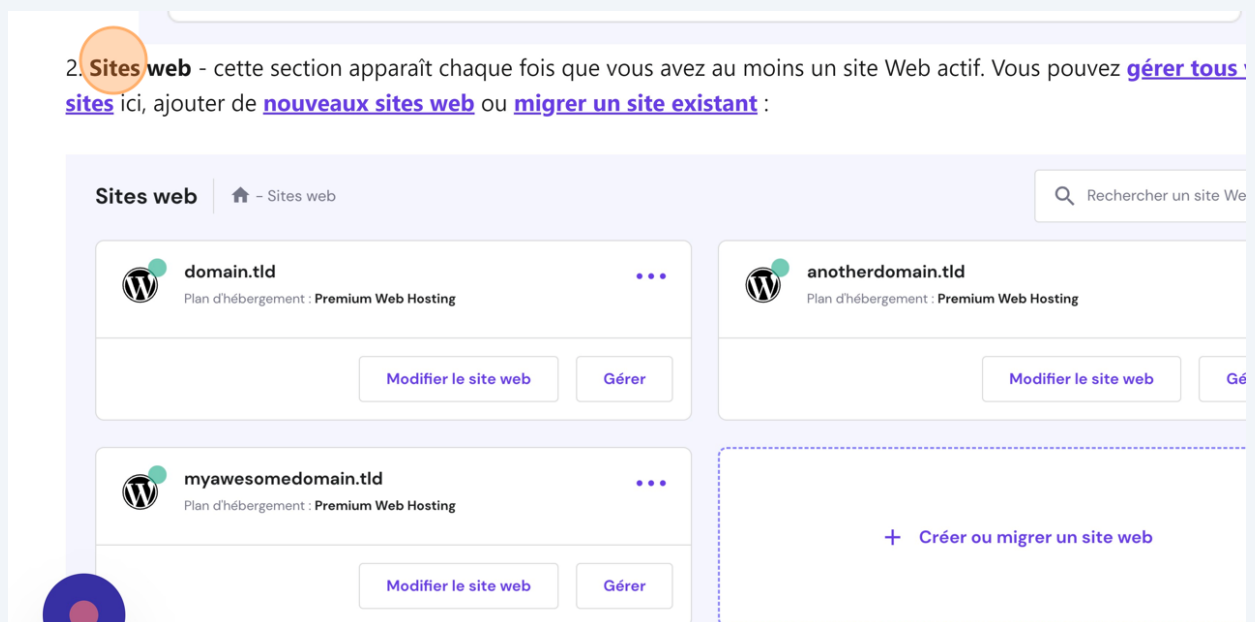 2. Sites web - cette section apparaît chaque fois que vous avez au moins un site Web actif. Vous pouvez gérer tous
sites ici, ajouter de nouveaux sites web ou migrer un site existant :
Sites web - Sites web
Rechercher un site We
domain.tld
Plan d'hébergement : Premium Web Hosting
Modifier le site web Gérer
anotherdomain.tld
Plan d'hébergement : Premium Web Hosting
Modifier le site web Gé
myawesomedomain.tld
Plan d'hébergement : Premium Web Hosting
Modifier le site web Gérer
+ Créer ou migrer un site web